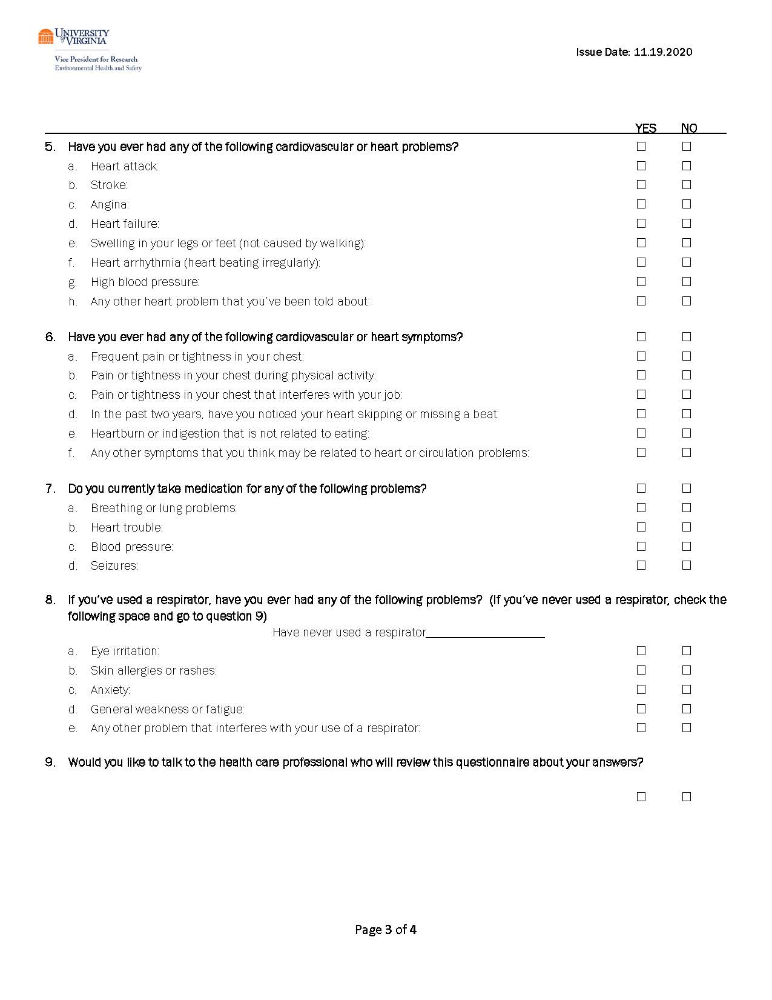 UNIVERSITY
of VIRGINIA
Vice President for Research
Environmental Health and Safety
Issue Date: 11.19.2020
YES NO
5. Have you ever had any of the following cardiovascular or heart problems? ☐ ☐
a. Heart attack: ☐ ☐
b. Stroke: ☐ ☐
c. Angina: ☐ ☐
d. Heart failure: ☐ ☐
e. Swelling in your legs or feet (not caused by walking): ☐ ☐
f. Heart arrhythmia (heart beating irregularly): ☐ ☐
g. High blood pressure: ☐ ☐
h. Any other heart problem that you've been told about: ☐ ☐
6. Have you ever had any of the following cardiovascular or heart symptoms? ☐ ☐
a. Frequent pain or tightness in your chest: ☐ ☐
b. Pain or tightness in your chest during physical activity: ☐ ☐
c. Pain or tightness in your chest that interferes with your job: ☐ ☐
d. In the past two years, have you noticed your heart skipping or missing a beat: ☐ ☐
e. Heartburn or indigestion that is not related to eating: ☐ ☐
f. Any other symptoms that you think may be related to heart or circulation problems: ☐ ☐
7. Do you currently take medication for any of the following problems? ☐ ☐
a. Breathing or lung problems: ☐ ☐
b. Heart trouble: ☐ ☐
c. Blood pressure: ☐ ☐
d. Seizures: ☐ ☐
8. If you've used a respirator, have you ever had any of the following problems? (If you've never used a respirator, check the
following space and go to question 9)
Have never used a respirator__________________
a. Eye irritation: ☐ ☐
b. Skin allergies or rashes: ☐ ☐
c. Anxiety: ☐ ☐
d. General weakness or fatigue: ☐ ☐
e. Any other problem that interferes with your use of a respirator: ☐ ☐
9. Would you like to talk to the health care professional who will review this questionnaire about your answers?
☐ ☐
Page 3 of 4